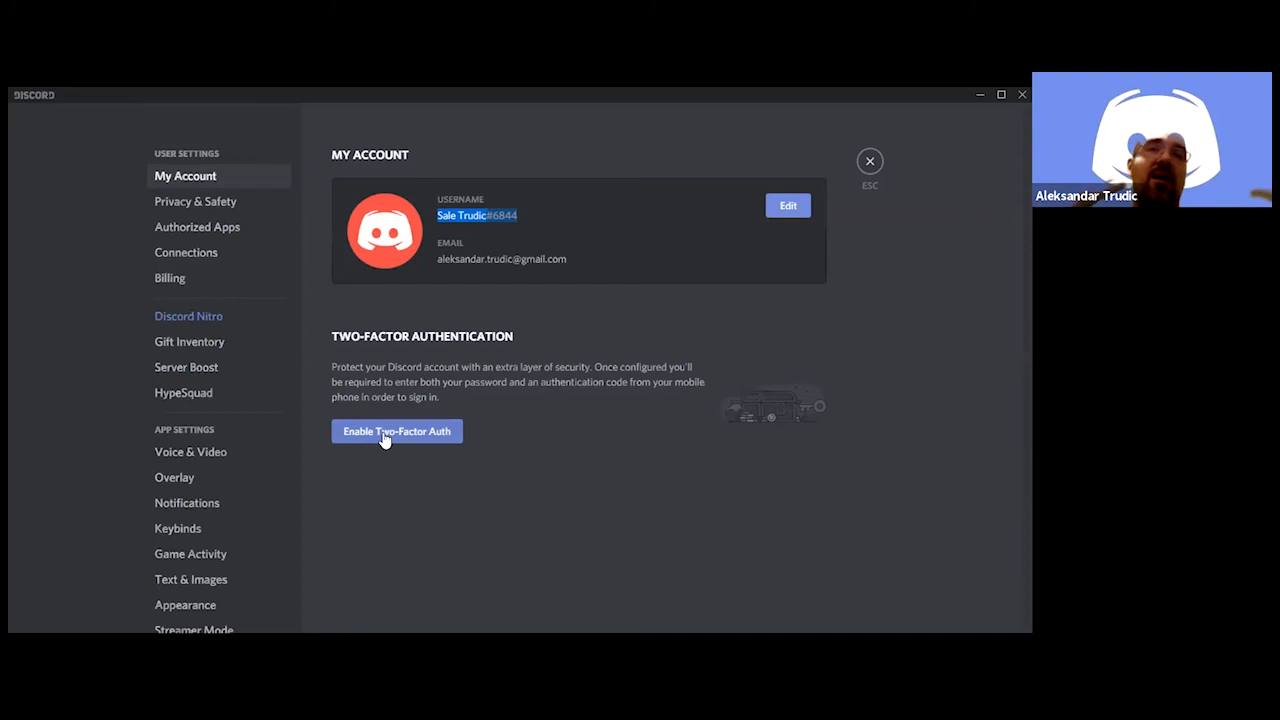 DISCORD
USER SETTINGS
My Account
Privacy & Safety
Authorized Apps
Connections
Billing
Discord Nitro
Gift Inventory
Server Boost
HypeSquad
APP SETTINGS
Voice & Video
Overlay
Notifications
Keybinds
Game Activity
Text & Images
Appearance
Streamer Mode
MY ACCOUNT
USERNAME
Sale Trudic#6844
EMAIL
aleksandar.trudic@gmail.com
Edit
ESC
TWO-FACTOR AUTHENTICATION
Protect your Discord account with an extra layer of security. Once configured you'll
be required to enter both your password and an authentication code from your mobile
phone in order to sign in.
Enable Two-Factor Auth
Aleksandar Trudic